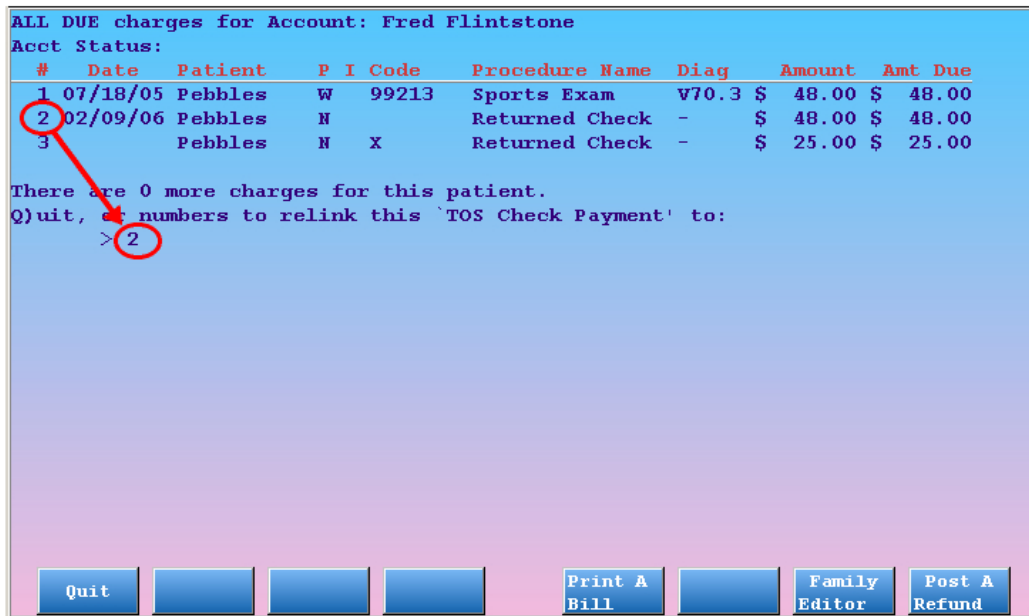 ALL DUE charges for Account: Fred Flintstone
Acct Status:
# Date Patient P I Code Procedure Name Diag Amount Amt Due
1 07/18/05 Pebbles W 99213 Sports Exam V70.3 $ 48.00 $ 48.00
2 02/09/06 Pebbles N Returned Check - $ 48.00 $ 48.00
3 Pebbles N X Returned Check - $ 25.00 $ 25.00
There are 0 more charges for this patient.
Q)uit, or numbers to relink this `TOS Check Payment' to:
> 2
Quit Print A Bill Family Editor Post A Refund